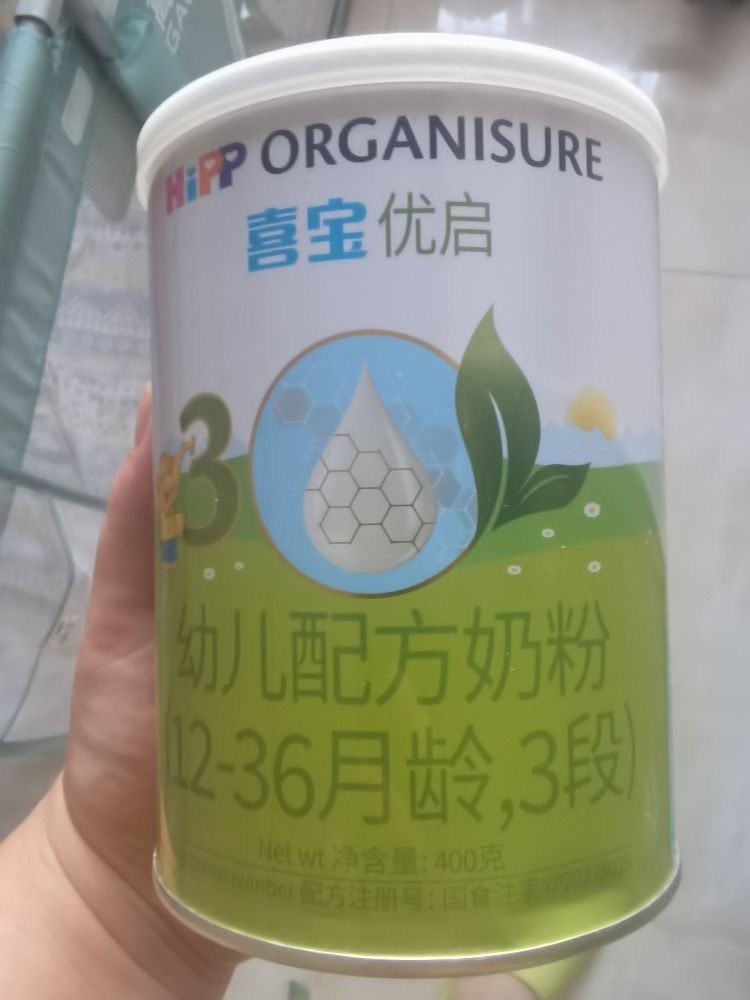 HiPP ORGANISURE
喜宝优启
3
幼儿配方奶粉
(12-36月龄,3段)
Net wt 净含量: 400克
number 配方注册号: 国食注字